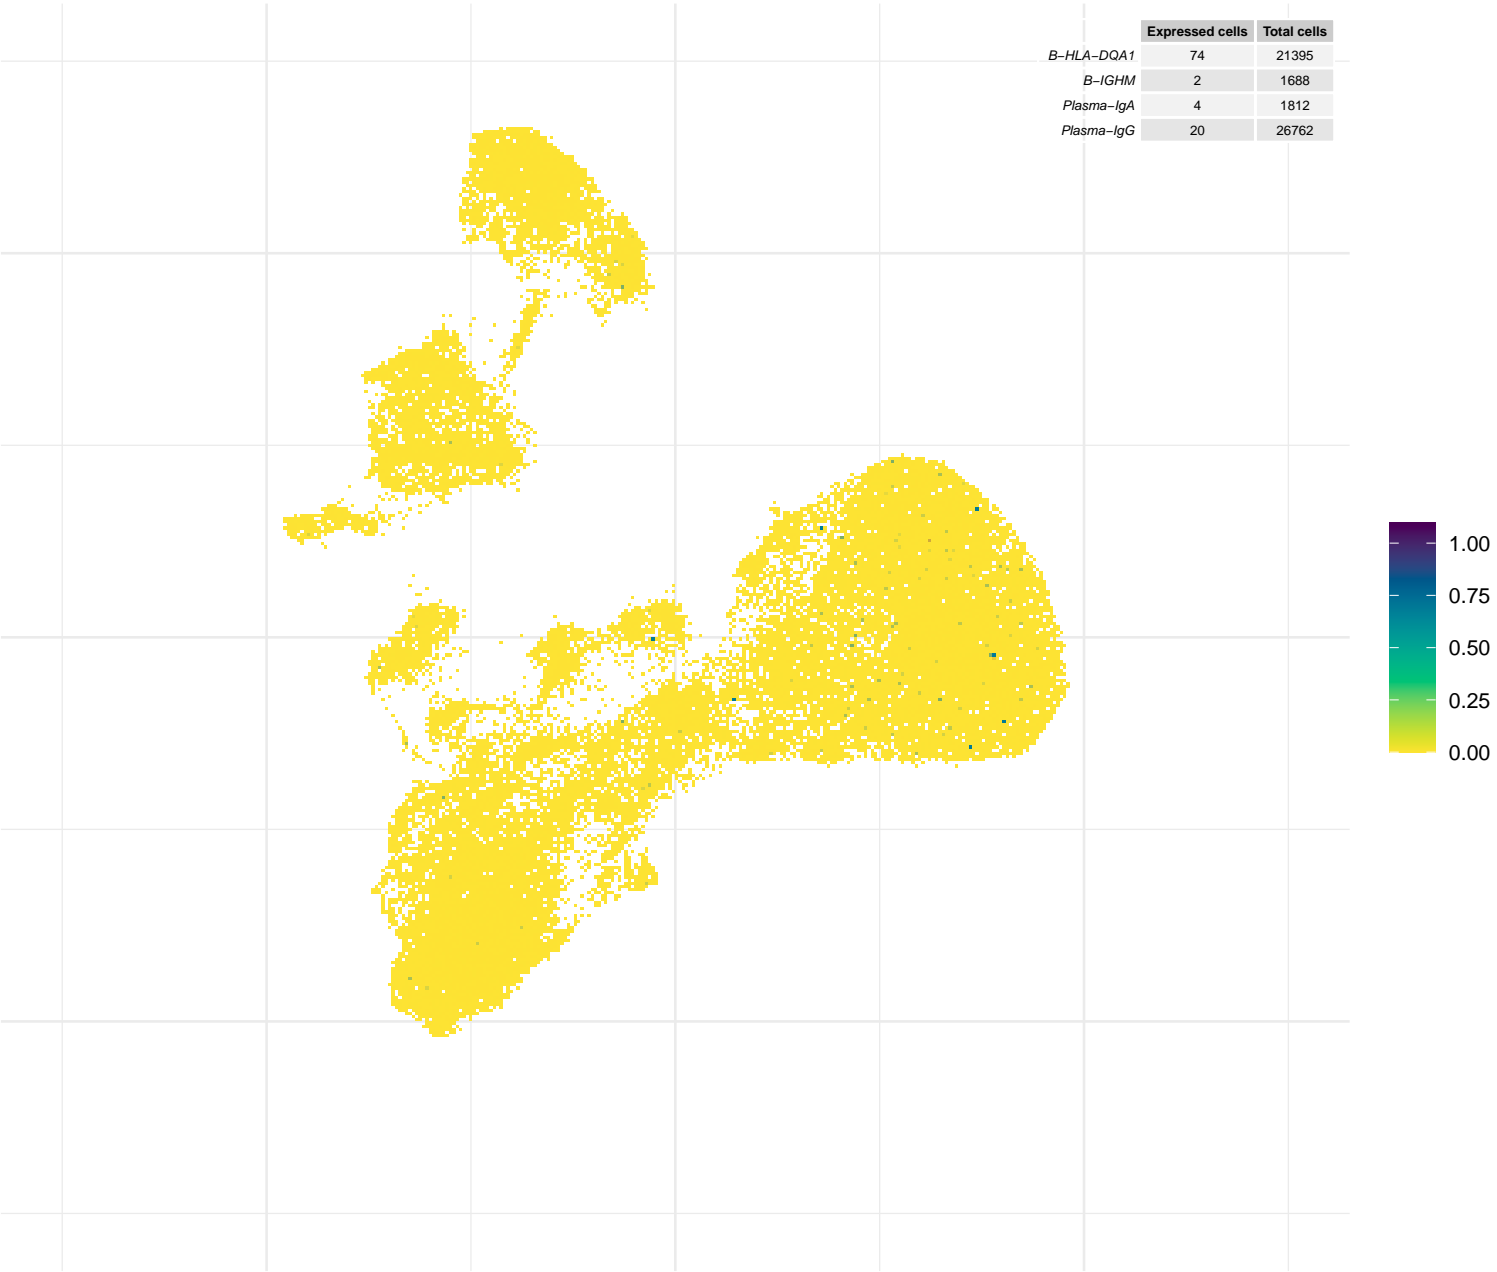 Expressed cells Total cells
B−HLA−DQA1 74 21395
B−IGHM 2 1688
Plasma−IgA 4 1812
Plasma−IgG 20 26762
1.00
0.75
0.50
0.25
0.00